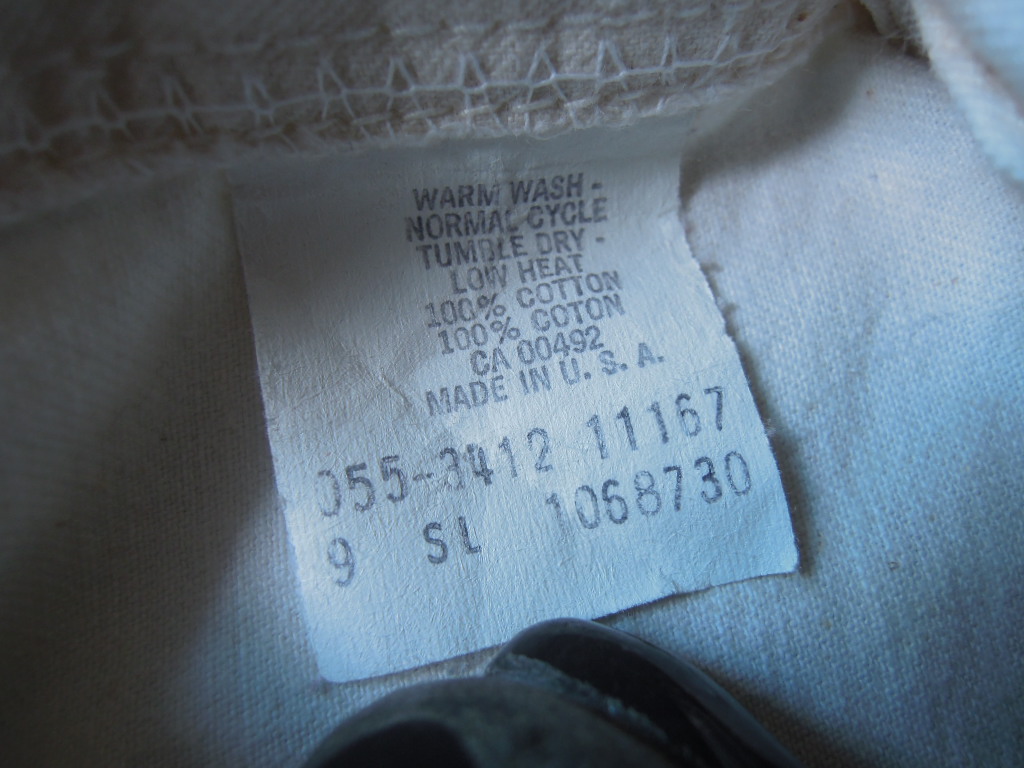 WARM WASH -
NORMAL CYCLE
TUMBLE DRY -
LOW HEAT
100% COTTON
100% COTON
CA 00492
MADE IN U. S. A.
055-3412 11167
9 SL 1068730